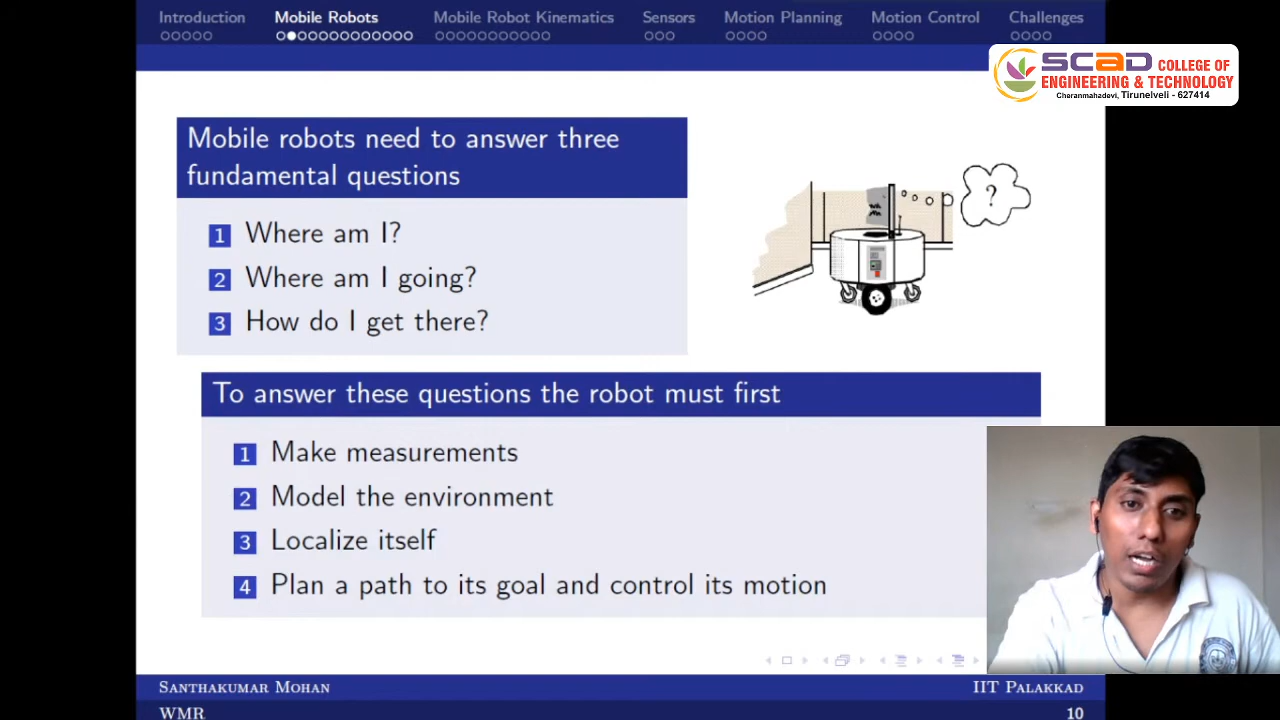 Introduction
Mobile Robots
Mobile Robot Kinematics
Sensors
Motion Planning
Motion Control
Challenges
SCAD COLLEGE OF
ENGINEERING & TECHNOLOGY
Cheranmahadevi, Tirunelveli - 627414
Mobile robots need to answer three
fundamental questions
1 Where am I?
2 Where am I going?
3 How do I get there?
?
To answer these questions the robot must first
1 Make measurements
2 Model the environment
3 Localize itself
4 Plan a path to its goal and control its motion
Santhakumar Mohan
IIT Palakkad
WMR
10